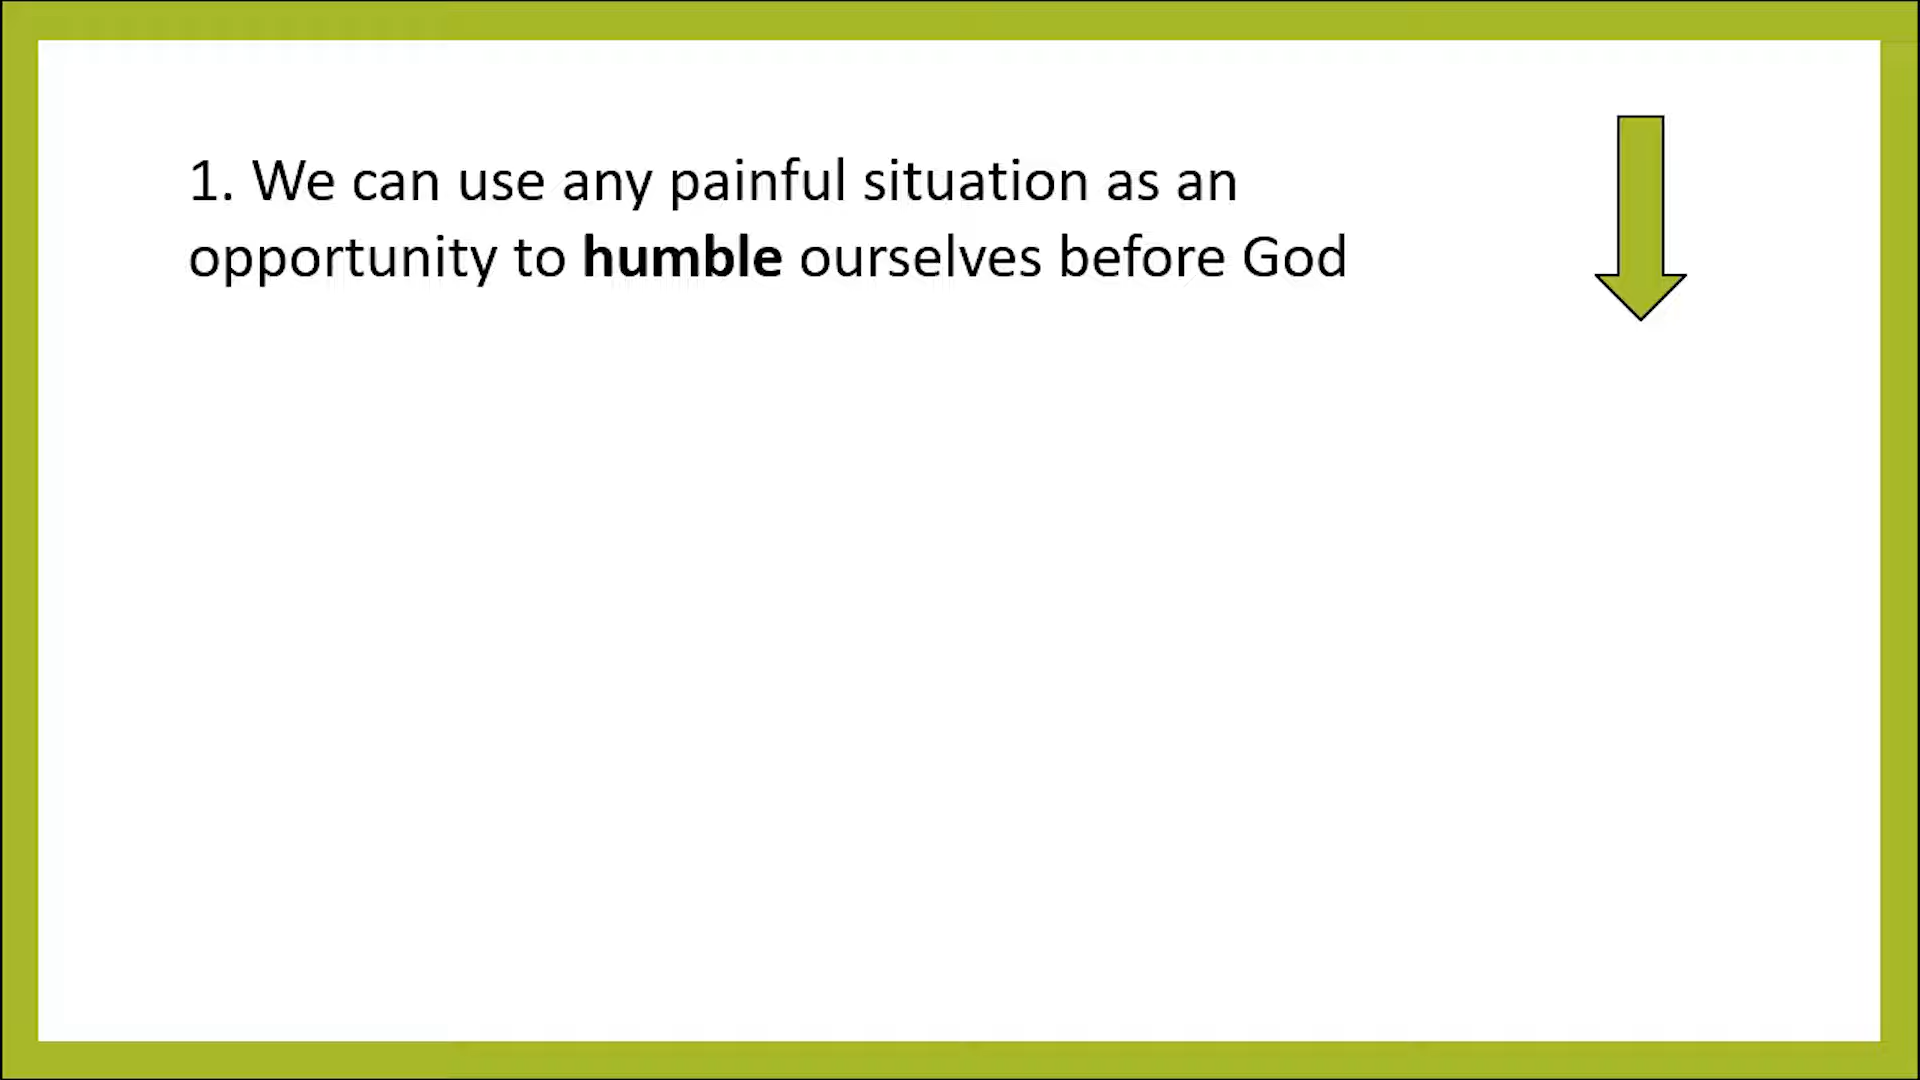 1. We can use any painful situation as an
opportunity to humble ourselves before God